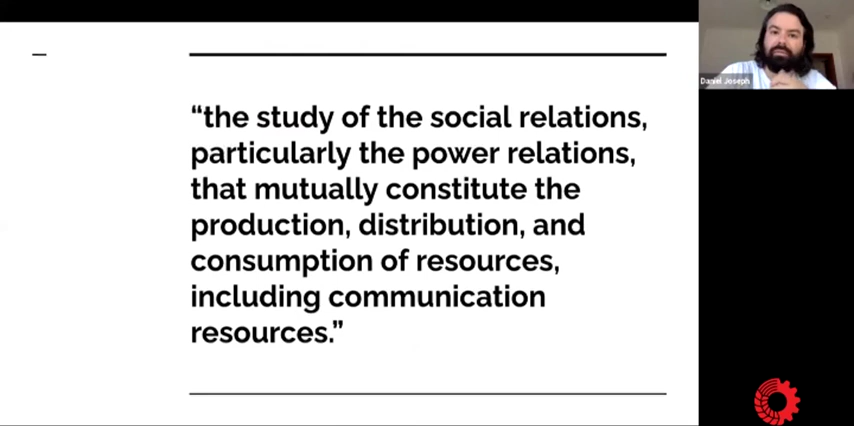 “the study of the social relations,
particularly the power relations,
that mutually constitute the
production, distribution, and
consumption of resources,
including communication
resources.”
Daniel Joseph